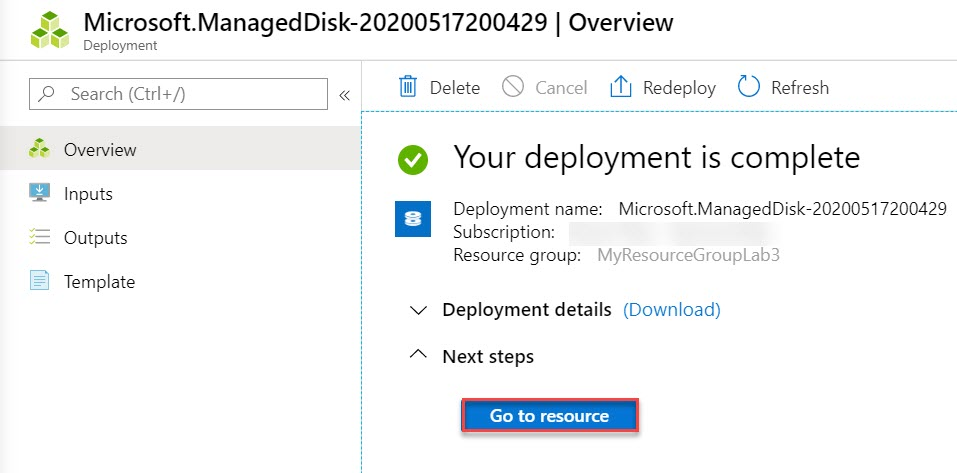 Microsoft.ManagedDisk-20200517200429 | Overview
Deployment
Search (Ctrl+/)
«
Delete
Cancel
Redeploy
Refresh
Overview
Inputs
Outputs
Template
Your deployment is complete
Deployment name: Microsoft.ManagedDisk-20200517200429
Subscription:
Resource group: MyResourceGroupLab3
Deployment details (Download)
Next steps
Go to resource